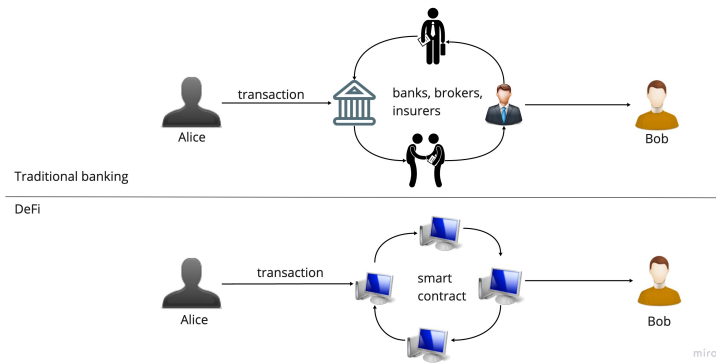 transaction
banks, brokers,
insurers
Alice
Bob
Traditional banking
DeFi
transaction
smart
contract
Alice
Bob
miro